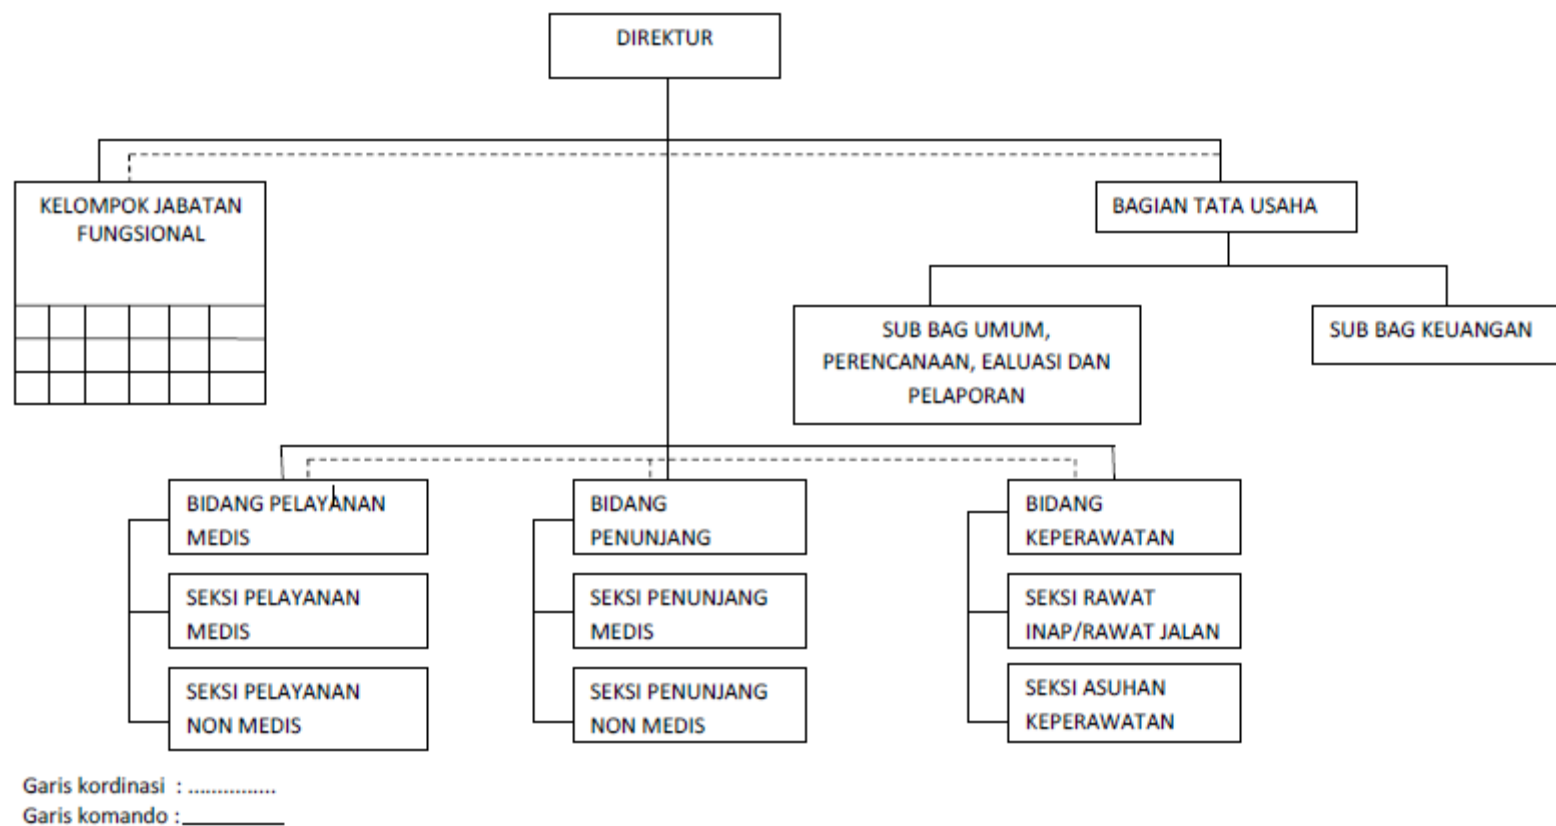 DIREKTUR
KELOMPOK JABATAN
FUNGSIONAL
BAGIAN TATA USAHA
SUB BAG UMUM,
PERENCANAAN, EALUASI DAN
PELAPORAN
SUB BAG KEUANGAN
BIDANG PELAYANAN
MEDIS
SEKSI PELAYANAN
MEDIS
SEKSI PELAYANAN
NON MEDIS
BIDANG
PENUNJANG
SEKSI PENUNJANG
MEDIS
SEKSI PENUNJANG
NON MEDIS
BIDANG
KEPERAWATAN
SEKSI RAWAT
INAP/RAWAT JALAN
SEKSI ASUHAN
KEPERAWATAN
Garis kordinasi : ...............
Garis komando : __________